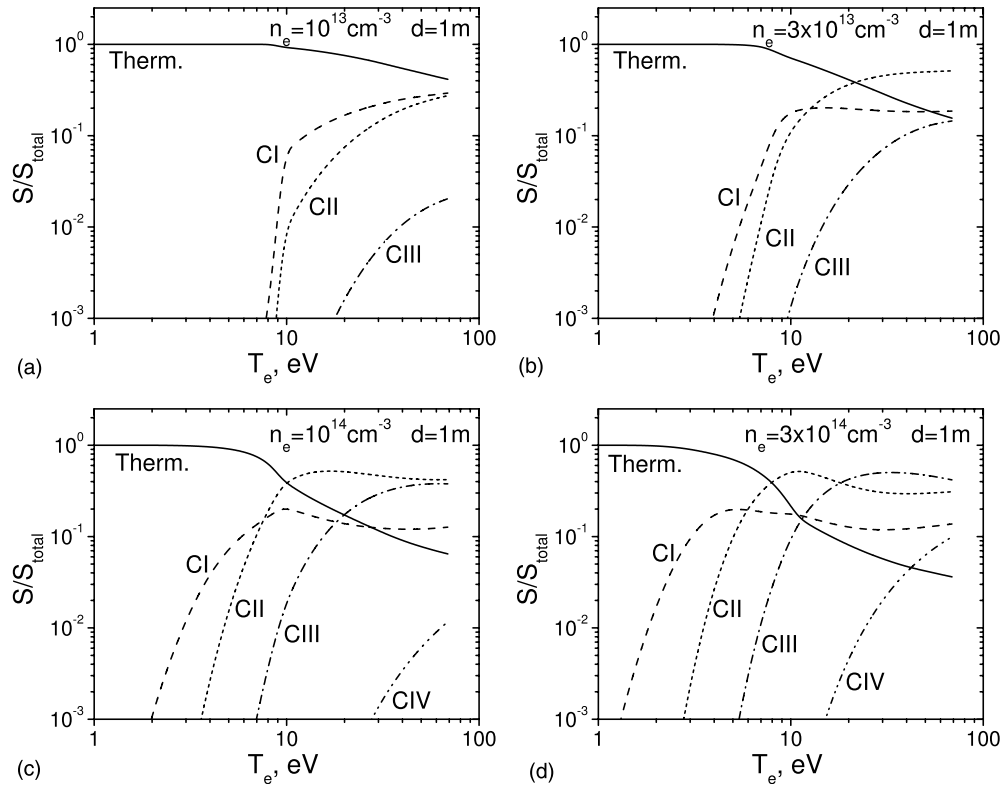 n_e=10^13cm^-3 d=1m
10^0
10^-1
10^-2
10^-3
S/S_total
Therm.
CI
CII
CIII
1
10
100
T_e, eV
(a)
n_e=3x10^13cm^-3 d=1m
10^0
10^-1
10^-2
10^-3
S/S_total
Therm.
CI
CII
CIII
1
10
100
T_e, eV
(b)
n_e=10^14cm^-3 d=1m
10^0
10^-1
10^-2
10^-3
S/S_total
Therm.
CI
CII
CIII
CIV
1
10
100
T_e, eV
(c)
n_e=3x10^14cm^-3 d=1m
10^0
10^-1
10^-2
10^-3
S/S_total
Therm.
CI
CII
CIII
CIV
1
10
100
T_e, eV
(d)